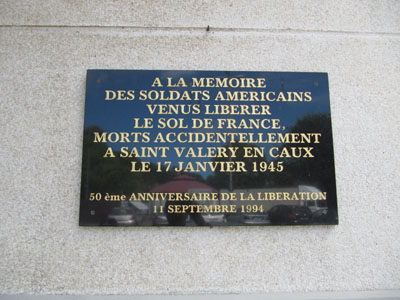 A LA MEMOIRE
DES SOLDATS AMERICAINS
VENUS LIBERER
LE SOL DE FRANCE,
MORTS ACCIDENTELLEMENT
A SAINT VALERY EN CAUX
LE 17 JANVIER 1945
50 ème ANNIVERSAIRE DE LA LIBERATION
11 SEPTEMBRE 1994